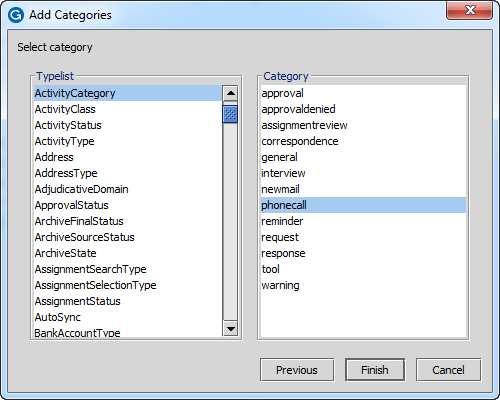 G Add Categories
Select category
Typelist
ActivityCategory
ActivityClass
ActivityStatus
ActivityType
Address
AddressType
AdjudicativeDomain
ApprovalStatus
ArchiveFinalStatus
ArchiveSourceStatus
ArchiveState
AssignmentSearchType
AssignmentSelectionType
AssignmentStatus
AutoSync
BankAccountType
Category
approval
approvaldenied
assignmentreview
correspondence
general
interview
newmail
phonecall
reminder
request
response
tool
warning
Previous Finish Cancel